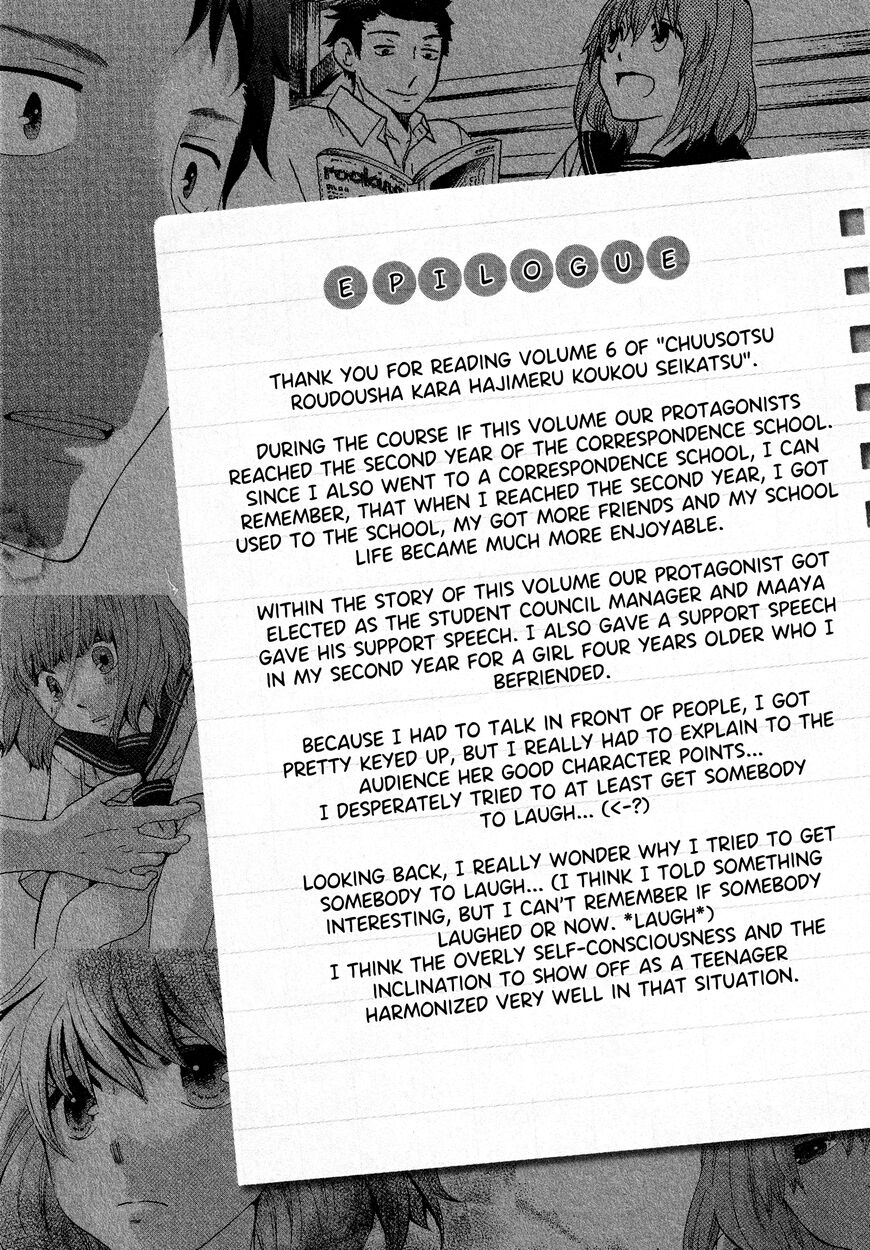 rookie
EPILOGUE
THANK YOU FOR READING VOLUME 6 OF "CHUUSOTSU
ROUDOUSHA KARA HAJIMERU KOUKOU SEIKATSU".
DURING THE COURSE IF THIS VOLUME OUR PROTAGONISTS
REACHED THE SECOND YEAR OF THE CORRESPONDENCE SCHOOL.
SINCE I ALSO WENT TO A CORRESPONDENCE SCHOOL, I CAN
REMEMBER, THAT WHEN I REACHED THE SECOND YEAR, I GOT
USED TO THE SCHOOL, MY GOT MORE FRIENDS AND MY SCHOOL
LIFE BECAME MUCH MORE ENJOYABLE.
WITHIN THE STORY OF THIS VOLUME OUR PROTAGONIST GOT
ELECTED AS THE STUDENT COUNCIL MANAGER AND MAAYA
GAVE HIS SUPPORT SPEECH. I ALSO GAVE A SUPPORT SPEECH
IN MY SECOND YEAR FOR A GIRL FOUR YEARS OLDER WHO I
BEFRIENDED.
BECAUSE I HAD TO TALK IN FRONT OF PEOPLE, I GOT
PRETTY KEYED UP, BUT I REALLY HAD TO EXPLAIN TO THE
AUDIENCE HER GOOD CHARACTER POINTS...
I DESPERATELY TRIED TO AT LEAST GET SOMEBODY
TO LAUGH... (<-?)
LOOKING BACK, I REALLY WONDER WHY I TRIED TO GET
SOMEBODY TO LAUGH... (I THINK I TOLD SOMETHING
INTERESTING, BUT I CAN'T REMEMBER IF SOMEBODY
LAUGHED OR NOW. *LAUGH*)
I THINK THE OVERLY SELF-CONSCIOUSNESS AND THE
INCLINATION TO SHOW OFF AS A TEENAGER
HARMONIZED VERY WELL IN THAT SITUATION.